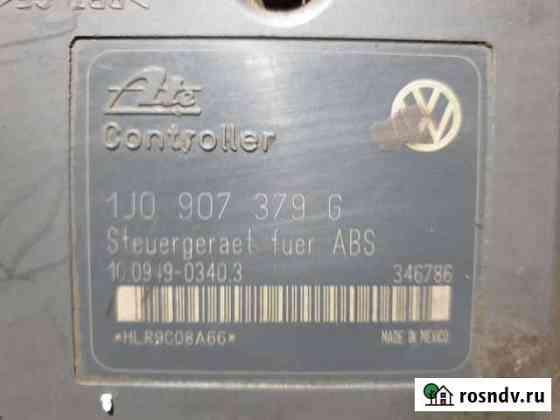 Ate
Controller
1J0 907 379 G
Steuergeraet fuer ABS
10.0949-0340.3
346786
*HLR9C08A66*
MADE IN MEXICO
rosndv.ru